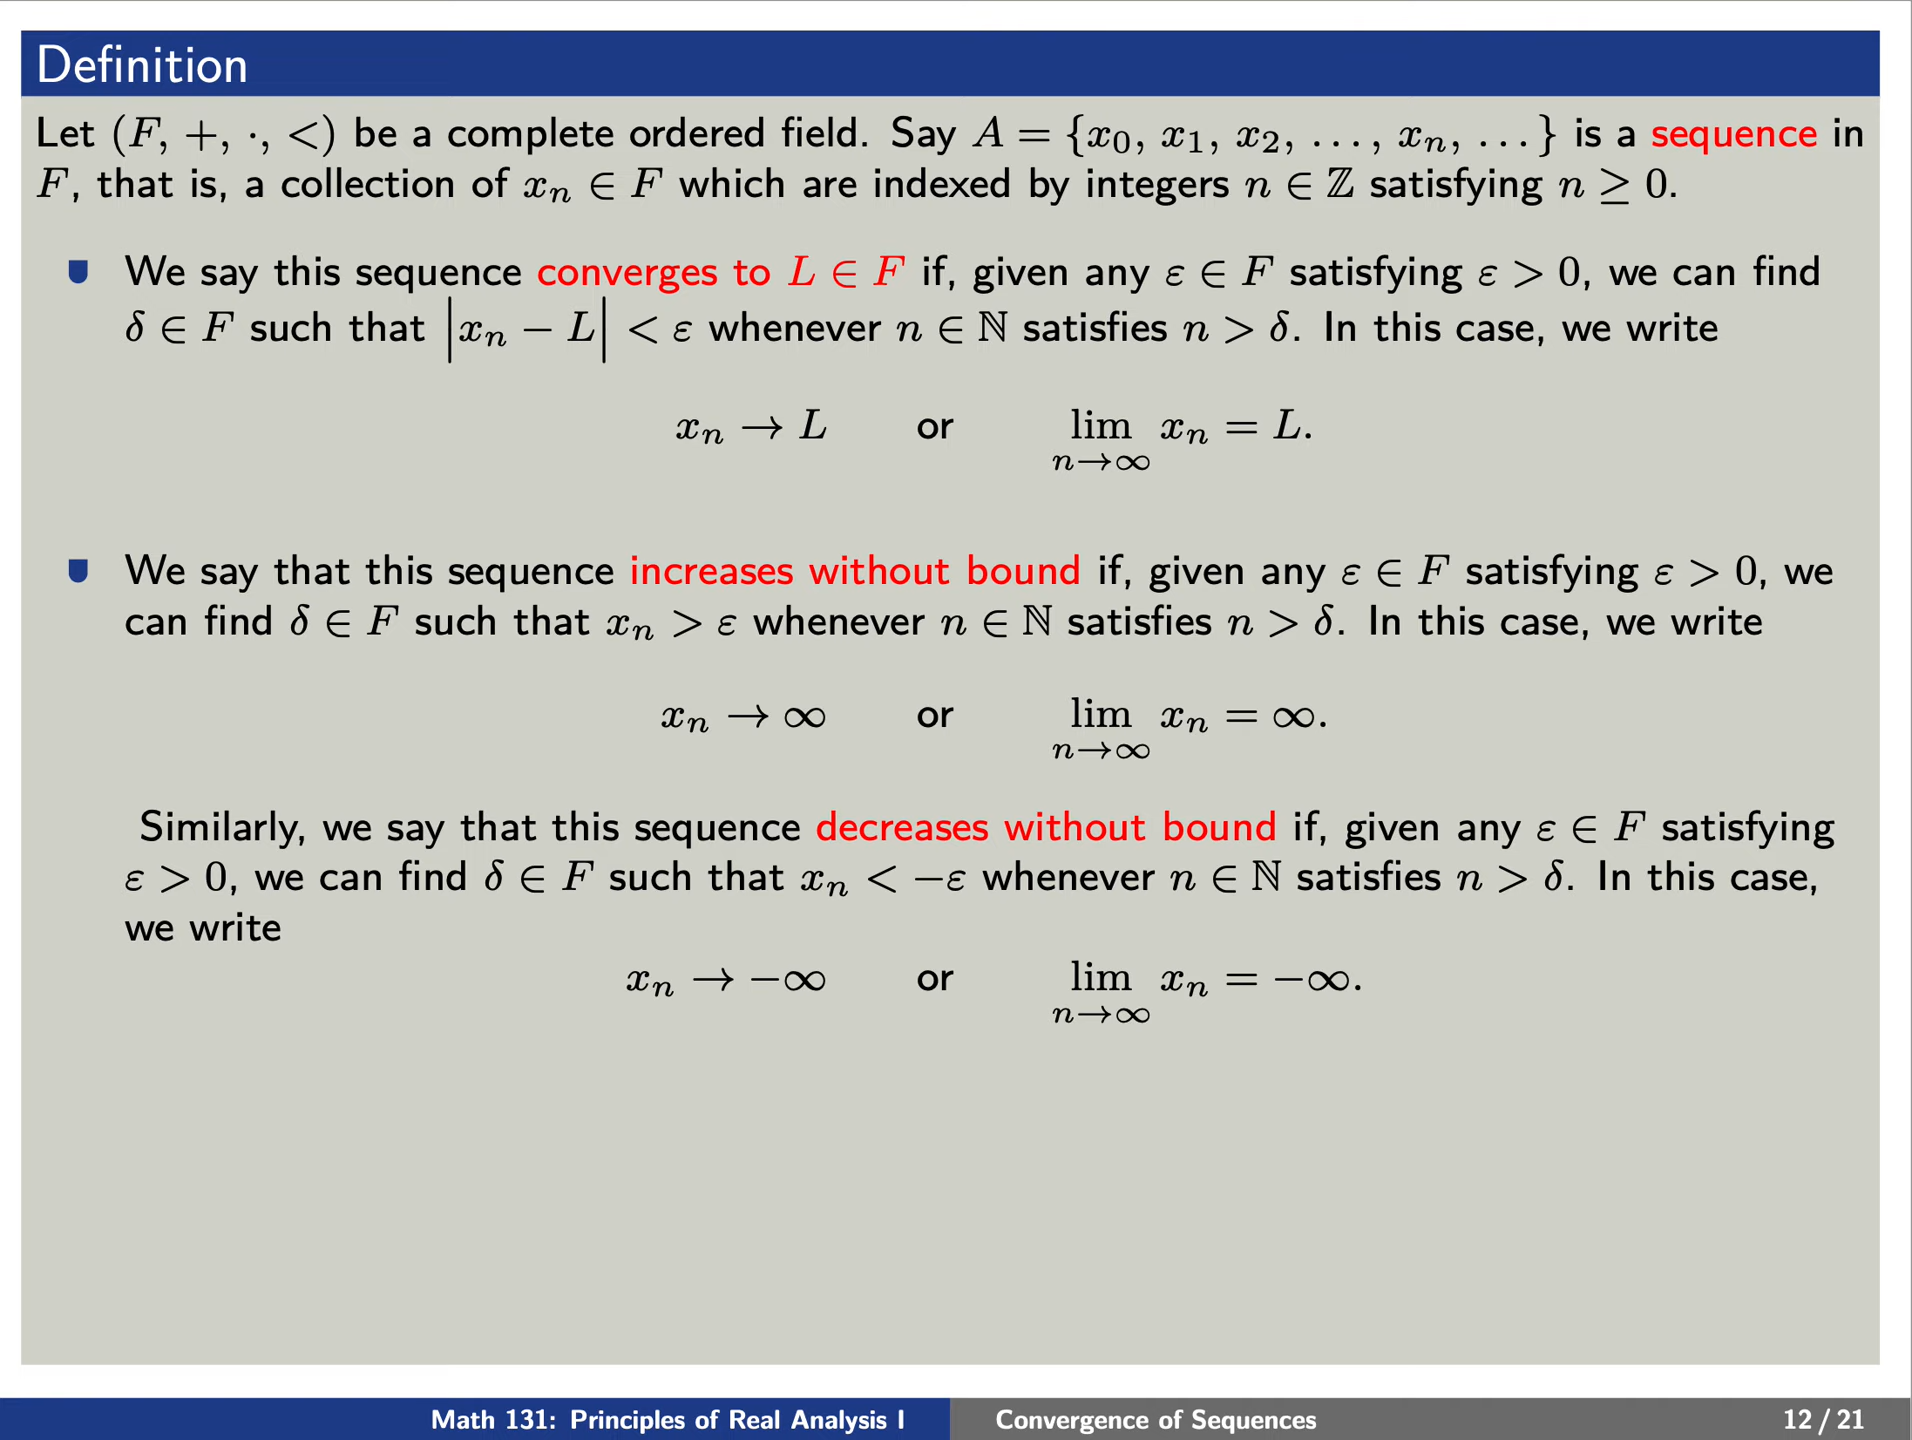 Definition
Let (F, +, ·, <) be a complete ordered field. Say A = {x₀, x₁, x₂, …, xₙ, …} is a sequence in
F, that is, a collection of xₙ ∈ F which are indexed by integers n ∈ ℤ satisfying n ≥ 0.
We say this sequence converges to L ∈ F if, given any ε ∈ F satisfying ε > 0, we can find
δ ∈ F such that |xₙ − L| < ε whenever n ∈ ℕ satisfies n > δ. In this case, we write
xₙ → L or lim xₙ = L.
n→∞
We say that this sequence increases without bound if, given any ε ∈ F satisfying ε > 0, we
can find δ ∈ F such that xₙ > ε whenever n ∈ ℕ satisfies n > δ. In this case, we write
xₙ → ∞ or lim xₙ = ∞.
n→∞
Similarly, we say that this sequence decreases without bound if, given any ε ∈ F satisfying
ε > 0, we can find δ ∈ F such that xₙ < −ε whenever n ∈ ℕ satisfies n > δ. In this case,
we write
xₙ → −∞ or lim xₙ = −∞.
n→∞
Math 131: Principles of Real Analysis I Convergence of Sequences 12 / 21